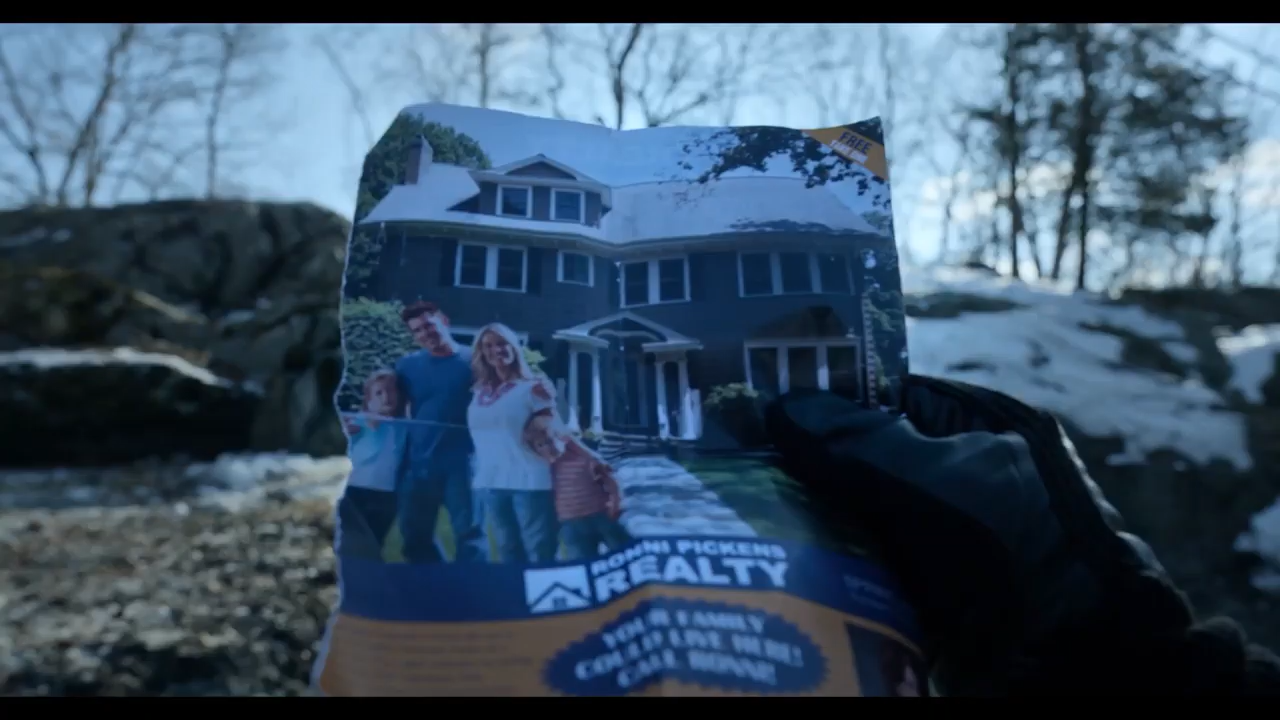 FREE
RONNI PICKENS
REALTY
YOUR FAMILY
COULD LIVE HERE!
CALL RONNI!